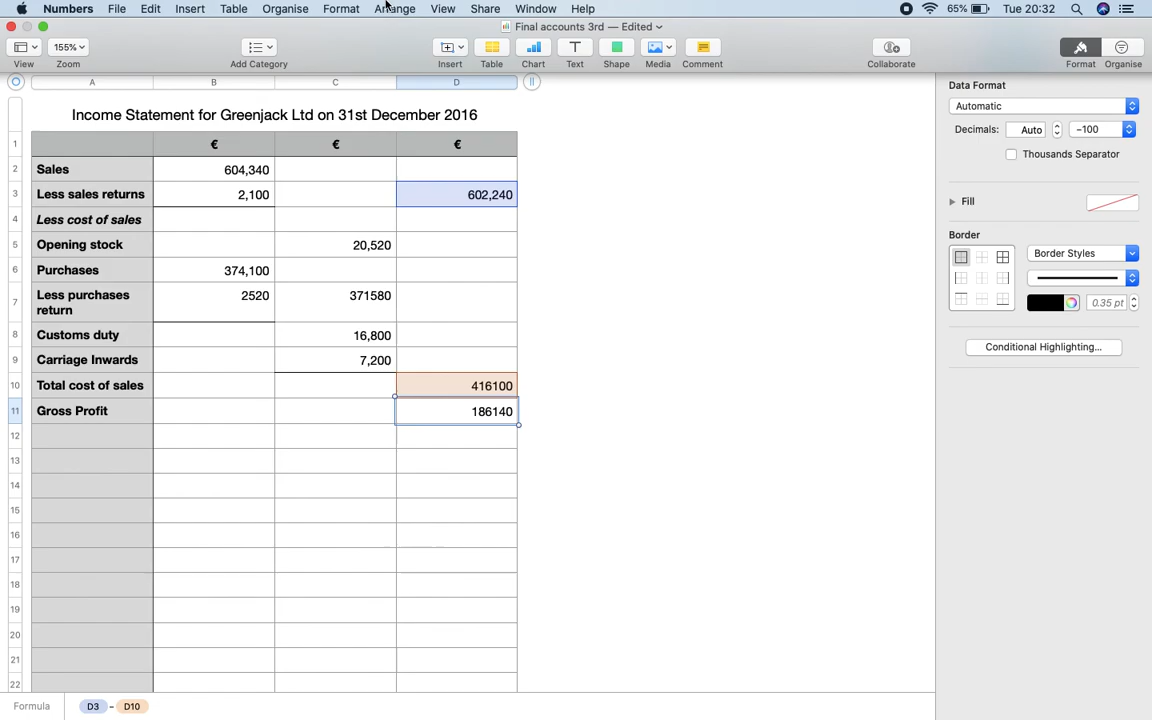 Numbers File Edit Insert Table Organise Format Arrange View Share Window Help 65% Tue 20:32
Final accounts 3rd — Edited
155%
View Zoom Add Category Insert Table Chart Text Shape Media Comment Collaborate Format Organise
A B C D
Income Statement for Greenjack Ltd on 31st December 2016
1 € € €
2 Sales 604,340
3 Less sales returns 2,100 602,240
4 Less cost of sales
5 Opening stock 20,520
6 Purchases 374,100
7 Less purchases 2520 371580
return
8 Customs duty 16,800
9 Carriage Inwards 7,200
10 Total cost of sales 416100
11 Gross Profit 186140
12
13
14
15
16
17
18
19
20
21
22
Formula D3 - D10
Data Format
Automatic
Decimals: Auto -100
Thousands Separator
Fill
Border
Border Styles
0.35 pt
Conditional Highlighting...